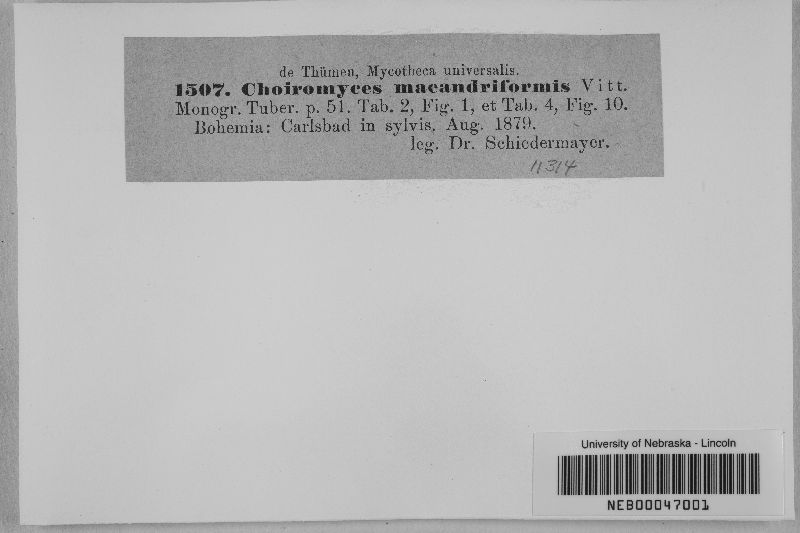 de Thümen, Mycotheca universalis.
1507. Choiromyces maeandriformis Vitt.
Monogr. Tuber. p. 51. Tab. 2, Fig. 1, et Tab. 4, Fig. 10.
Bohemia: Carlsbad in sylvis. Aug. 1879.
leg. Dr. Schiedermayer.
11314
University of Nebraska - Lincoln
NEB00047001